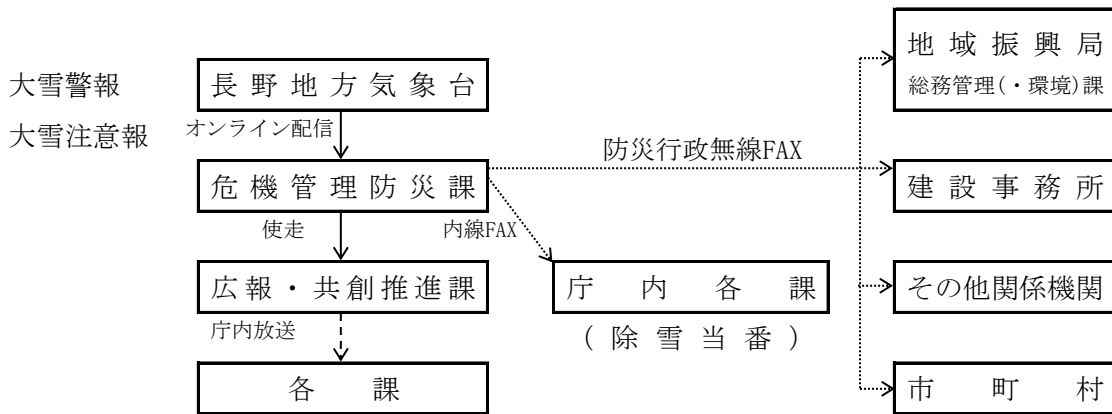 大雪警報
大雪注意報
長野地方気象台
オンライン配信
危機管理防災課
使走
内線FAX
防災行政無線FAX
広報・共創推進課
庁内放送
各課
庁内各課
(除雪当番)
地域振興局
総務管理(・環境)課
建設事務所
その他関係機関
市町村